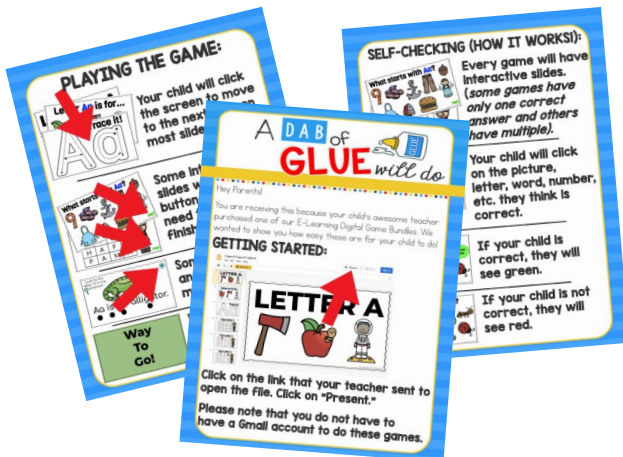 PLAYING THE GAME:
Aa is for...
trace it!
Aa
Your child will click
the screen to move
to the next
most
What starts with Aa?
Some
slides
button
need
finish
H A
P A
Aa is alligator.
Way
To
Go!
A DAB of
GLUE will do
Hey Parents!
You are receiving this because your child's awesome teacher
purchased one of our E-Learning Digital Game Bundles. We
wanted to show you how easy these are for your child to do!
GETTING STARTED:
LETTER A
Click on the link that your teacher sent to
open the file. Click on "Present."
Please note that you do not have to
have a Gmail account to do these games.
SELF-CHECKING (HOW IT WORKS!):
What starts with Aa?
Every game will have
interactive slides.
(some games have
only one correct
answer and others
have multiple).
Your child will click
on the picture,
letter, word, number,
etc. they think is
correct.
If your child is
correct, they will
see green.
If your child is not
correct, they will
see red.